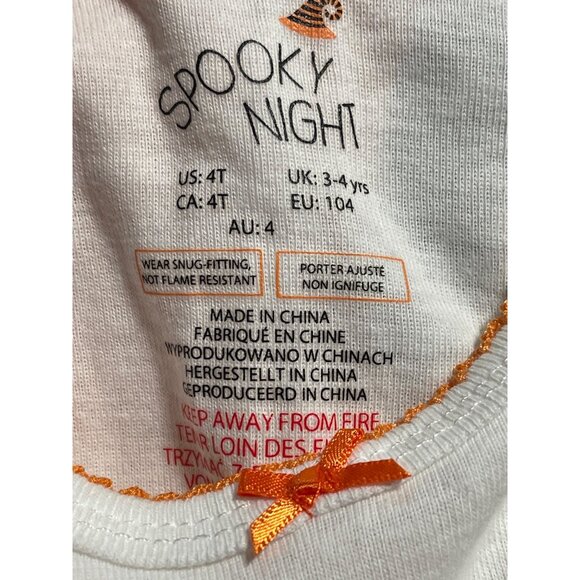 SPOOKY
NIGHT
US: 4T UK: 3-4 yrs
CA: 4T EU: 104
AU: 4
WEAR SNUG-FITTING,
NOT FLAME RESISTANT
PORTER AJUSTÉ
NON IGNIFUGE
MADE IN CHINA
FABRIQUÉ EN CHINE
WYPRODUKOWANO W CHINACH
HERGESTELLT IN CHINA
GEPRODUCEERD IN CHINA
KEEP AWAY FROM FIRE
LOIN DES